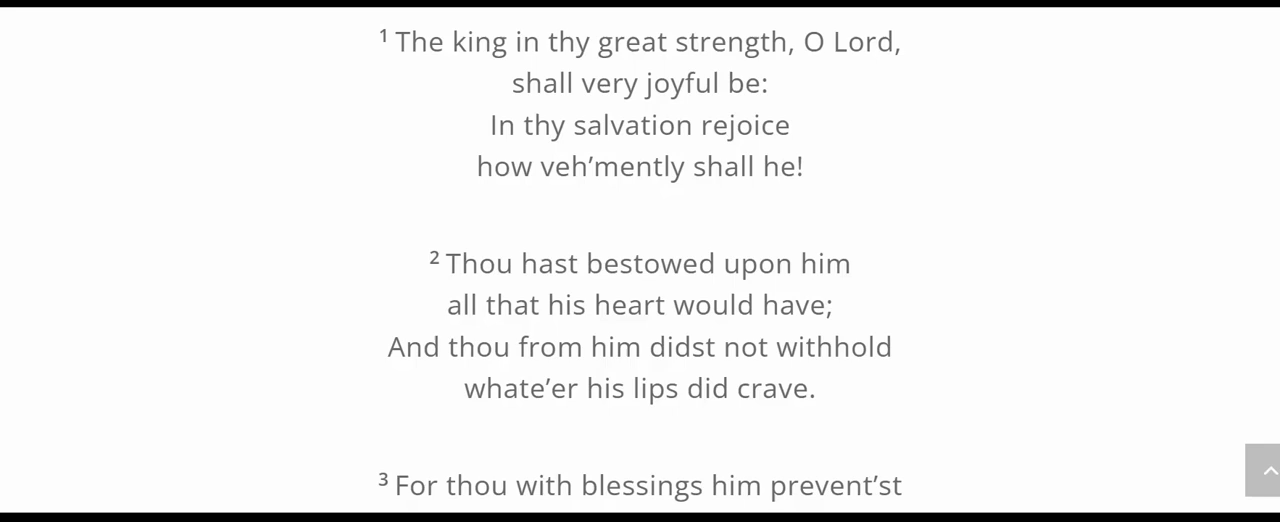 ¹ The king in thy great strength, O Lord,
shall very joyful be:
In thy salvation rejoice
how veh’mently shall he!
² Thou hast bestowed upon him
all that his heart would have;
And thou from him didst not withhold
whate’er his lips did crave.
³ For thou with blessings him prevent’st